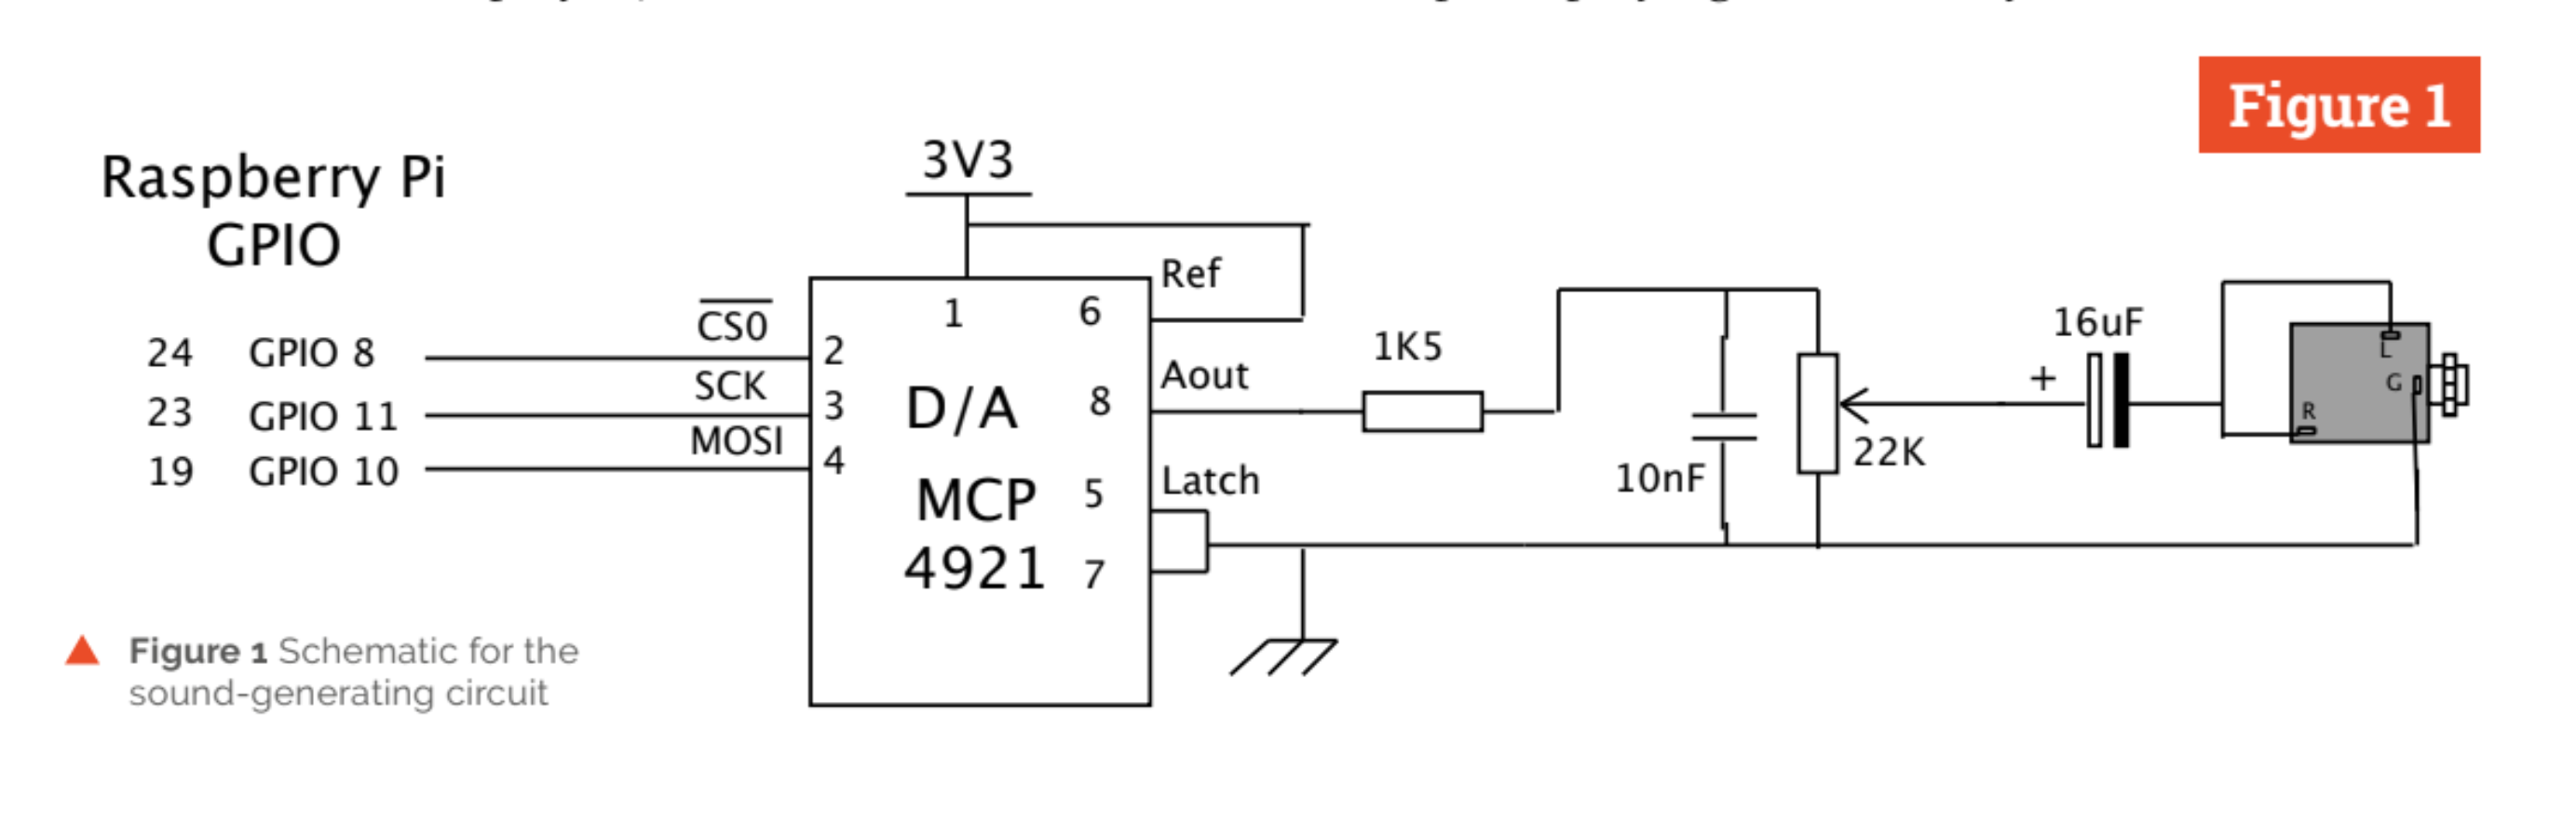 Figure 1
Raspberry Pi
GPIO
3V3
Ref
1
6
24 GPIO 8
CS0
2
23 GPIO 11
SCK
3
19 GPIO 10
MOSI
4
D/A
MCP
4921
Aout
8
Latch
5
7
1K5
10nF
22K
+
16uF
L
G
R
▲ Figure 1 Schematic for the
sound-generating circuit